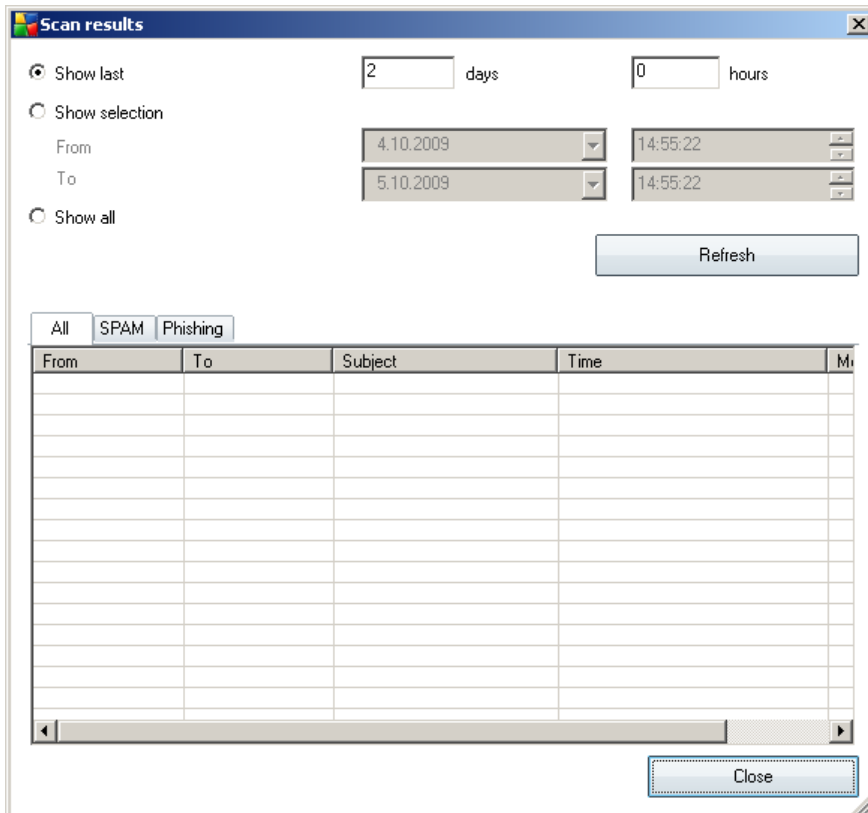 Scan results
Show last 2 days 0 hours
Show selection
From 4.10.2009 14:55:22
To 5.10.2009 14:55:22
Show all
Refresh
All SPAM Phishing
From To Subject Time
Close